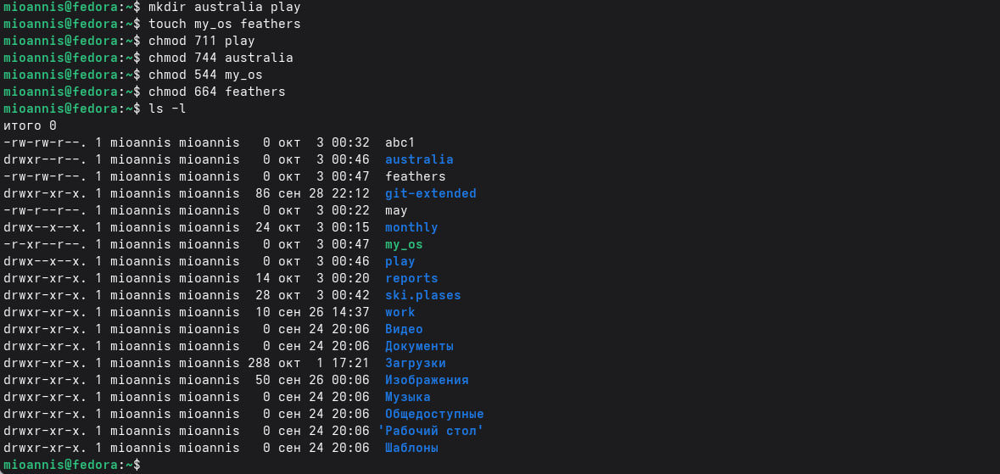 mioannis@fedora:~$ mkdir australia play
mioannis@fedora:~$ touch my_os feathers
mioannis@fedora:~$ chmod 711 play
mioannis@fedora:~$ chmod 744 australia
mioannis@fedora:~$ chmod 544 my_os
mioannis@fedora:~$ chmod 664 feathers
mioannis@fedora:~$ ls -l
итого 0
-rw-rw-r--. 1 mioannis mioannis   0 окт  3 00:32  abc1
drwxr--r--. 1 mioannis mioannis   0 окт  3 00:46  australia
-rw-rw-r--. 1 mioannis mioannis   0 окт  3 00:47  feathers
drwxr-xr-x. 1 mioannis mioannis  86 сен 28 22:12  git-extended
-rw-r--r--. 1 mioannis mioannis   0 окт  3 00:22  may
drwx--x--x. 1 mioannis mioannis  24 окт  3 00:15  monthly
-r-xr--r--. 1 mioannis mioannis   0 окт  3 00:47  my_os
drwx--x--x. 1 mioannis mioannis   0 окт  3 00:46  play
drwxr-xr-x. 1 mioannis mioannis  14 окт  3 00:20  reports
drwxr-xr-x. 1 mioannis mioannis  28 окт  3 00:42  ski.plases
drwxr-xr-x. 1 mioannis mioannis  10 сен 26 14:37  work
drwxr-xr-x. 1 mioannis mioannis   0 сен 24 20:06  Видео
drwxr-xr-x. 1 mioannis mioannis   0 сен 24 20:06  Документы
drwxr-xr-x. 1 mioannis mioannis 288 окт  1 17:21  Загрузки
drwxr-xr-x. 1 mioannis mioannis  50 сен 26 00:06  Изображения
drwxr-xr-x. 1 mioannis mioannis   0 сен 24 20:06  Музыка
drwxr-xr-x. 1 mioannis mioannis   0 сен 24 20:06  Общедоступные
drwxr-xr-x. 1 mioannis mioannis   0 сен 24 20:06 'Рабочий стол'
drwxr-xr-x. 1 mioannis mioannis   0 сен 24 20:06  Шаблоны
mioannis@fedora:~$